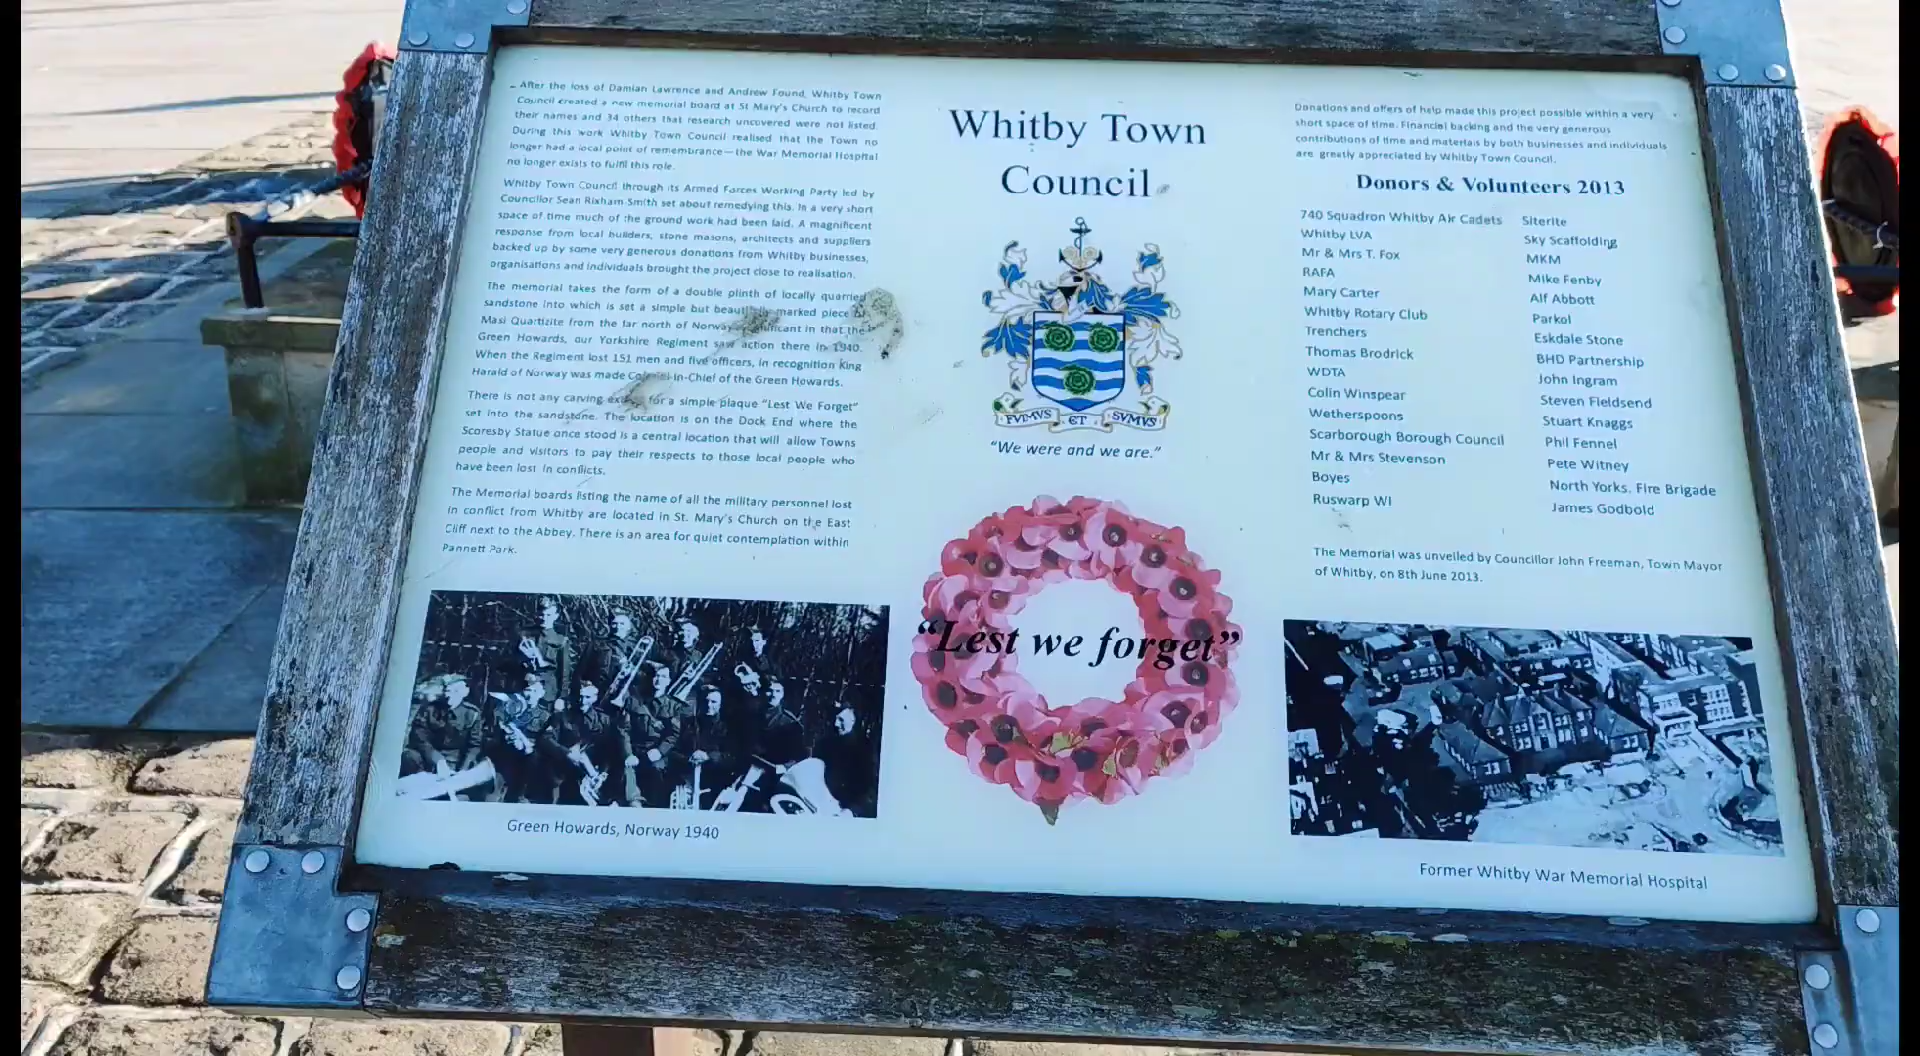 After the loss of Damian Lawrence and Andrew Found, Whitby Town
Council created a new memorial board at St Mary's Church to record
their names and 34 others that research uncovered were not listed.
During this work Whitby Town Council realised that the Town no
longer had a local point of remembrance—the War Memorial Hospital
no longer exists to fulfil this role.
Whitby Town Council through its Armed Forces Working Party led by
Councillor Sean Rixham-Smith set about remedying this. In a very short
space of time much of the ground work had been laid. A magnificent
response from local builders, stone masons, architects and suppliers
backed up by some very generous donations from Whitby businesses,
organisations and individuals brought the project close to realisation.
The memorial takes the form of a double plinth of locally quarried
sandstone into which is set a simple but beautifully marked piece of
Masi Quartizite from the far north of Norway significant in that the
Green Howards, our Yorkshire Regiment saw action there in 1940.
When the Regiment lost 151 men and five officers, in recognition King
Harald of Norway was made Colonel-in-Chief of the Green Howards.
There is not any carving except for a simple plaque "Lest We Forget"
set into the sandstone. The location is on the Dock End where the
Scoresby Statue once stood is a central location that will allow Towns
people and visitors to pay their respects to those local people who
have been lost in conflicts.
The Memorial boards listing the name of all the military personnel lost
in conflict from Whitby are located in St. Mary's Church on the East
Cliff next to the Abbey. There is an area for quiet contemplation within
Pannett Park.
Green Howards, Norway 1940
Whitby Town
Council
FVIMVS ET SVMVS
"We were and we are."
"Lest we forget"
Donations and offers of help made this project possible within a very
short space of time. Financial backing and the very generous
contributions of time and materials by both businesses and individuals
are greatly appreciated by Whitby Town Council.
Donors & Volunteers 2013
740 Squadron Whitby Air Cadets
Whitby LVA
Mr & Mrs T. Fox
RAFA
Mary Carter
Whitby Rotary Club
Trenchers
Thomas Brodrick
WDTA
Colin Winspear
Wetherspoons
Scarborough Borough Council
Mr & Mrs Stevenson
Boyes
Ruswarp WI
Siterite
Sky Scaffolding
MKM
Mike Fenby
Alf Abbott
Parkol
Eskdale Stone
BHD Partnership
John Ingram
Steven Fieldsend
Stuart Knaggs
Phil Fennel
Pete Witney
North Yorks. Fire Brigade
James Godbold
The Memorial was unveiled by Councillor John Freeman, Town Mayor
of Whitby, on 8th June 2013.
Former Whitby War Memorial Hospital